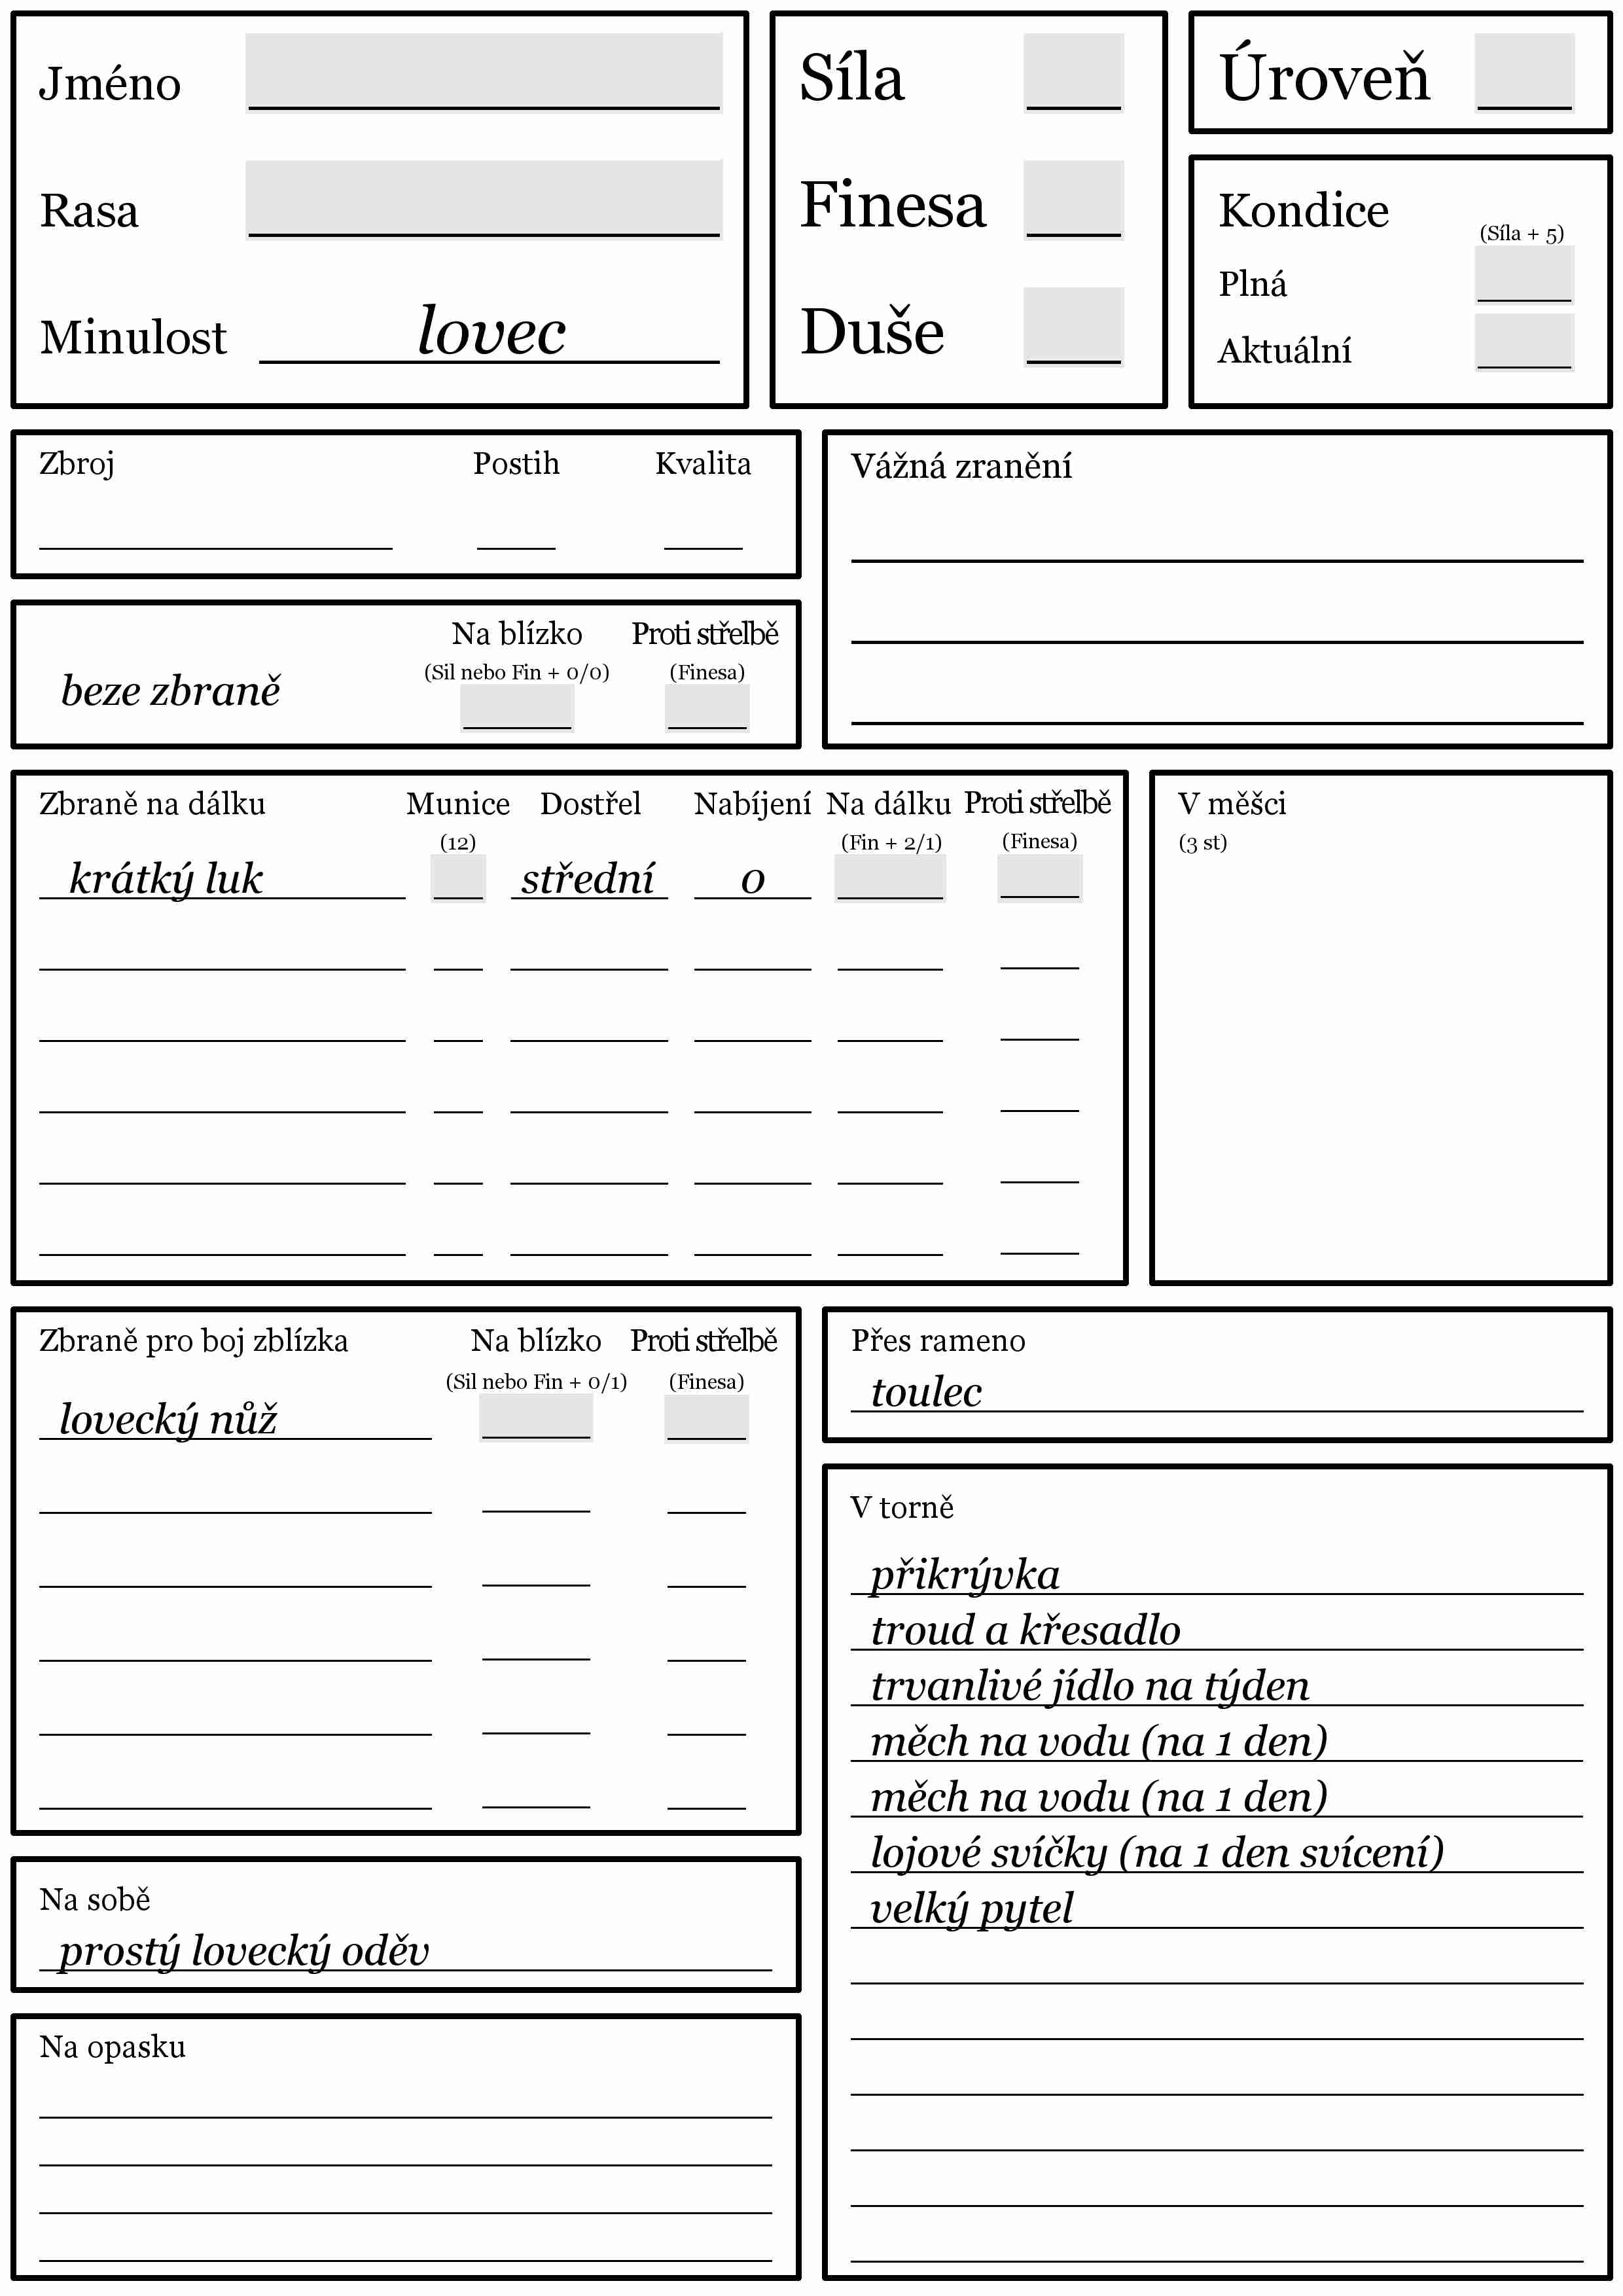 Jméno
Rasa
Minulost lovec
Síla
Finesa
Duše
Úroveň
Kondice
(Síla + 5)
Plná
Aktuální
Zbroj Postih Kvalita
Vážná zranění
Na blízko Proti střelbě
(Sil nebo Fin + 0/0) (Finesa)
beze zbraně
Zbraně na dálku Munice Dostřel Nabíjení Na dálku Proti střelbě
(12) (Fin + 2/1) (Finesa)
krátký luk střední 0
V měšci
(3 st)
Zbraně pro boj zblízka Na blízko Proti střelbě
(Sil nebo Fin + 0/1) (Finesa)
lovecký nůž
Přes rameno
toulec
V torně
přikrývka
troud a křesadlo
trvanlivé jídlo na týden
měch na vodu (na 1 den)
měch na vodu (na 1 den)
lojové svíčky (na 1 den svícení)
velký pytel
Na sobě
prostý lovecký oděv
Na opasku